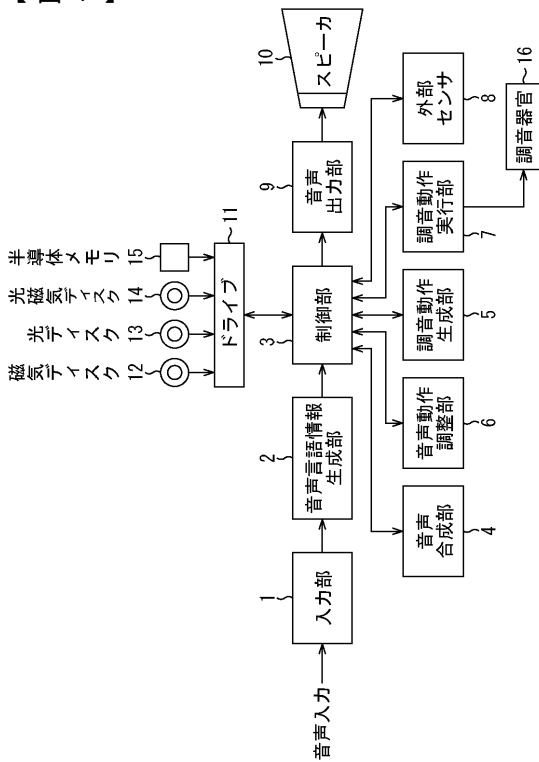 音声入力
1
入力部
2
音声言語情報
生成部
3
制御部
9
音声
出力部
10
スピーカ
磁気ディスク
12
光ディスク
13
光磁気ディスク
14
半導体メモリ
15
ドライブ
11
音声
合成部
4
音声動作
調整部
6
調音動作
生成部
5
調音動作
実行部
7
外部
センサ
8
調音器官
16